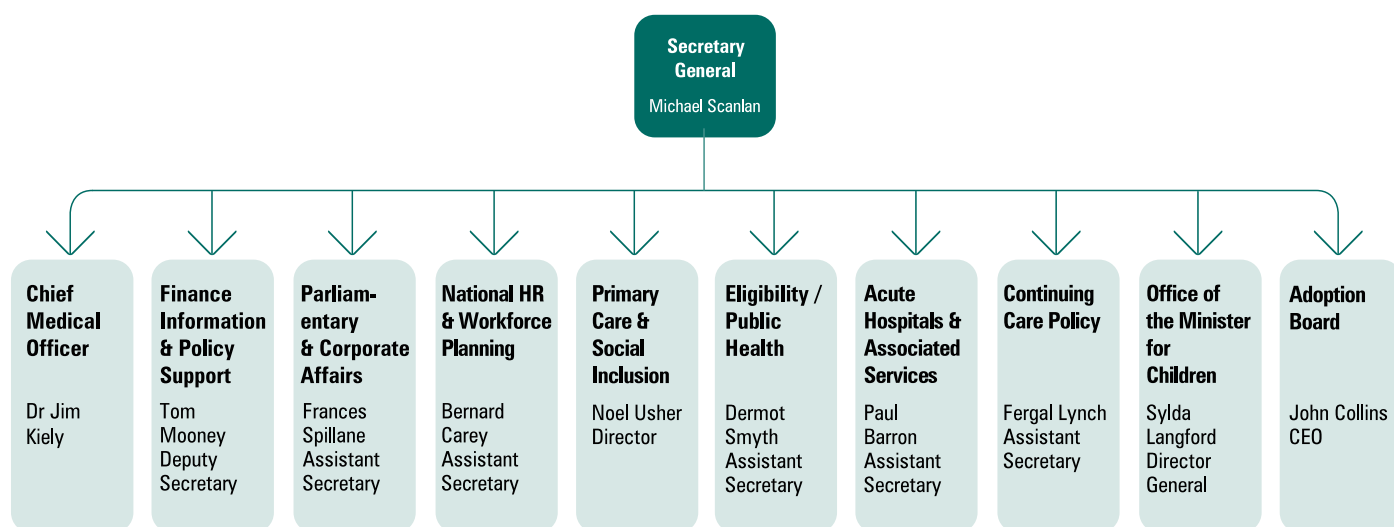 Secretary
General
Michael Scanlan
Chief
Medical
Officer
Dr Jim
Kiely
Finance
Information
& Policy
Support
Tom
Mooney
Deputy
Secretary
Parliam-
entary
& Corporate
Affairs
Frances
Spillane
Assistant
Secretary
National HR
& Workforce
Planning
Bernard
Carey
Assistant
Secretary
Primary
Care &
Social
Inclusion
Noel Usher
Director
Eligibility /
Public
Health
Dermot
Smyth
Assistant
Secretary
Acute
Hospitals &
Associated
Services
Paul
Barron
Assistant
Secretary
Continuing
Care Policy
Fergal Lynch
Assistant
Secretary
Office of
the Minister
for
Children
Sylda
Langford
Director
General
Adoption
Board
John Collins
CEO